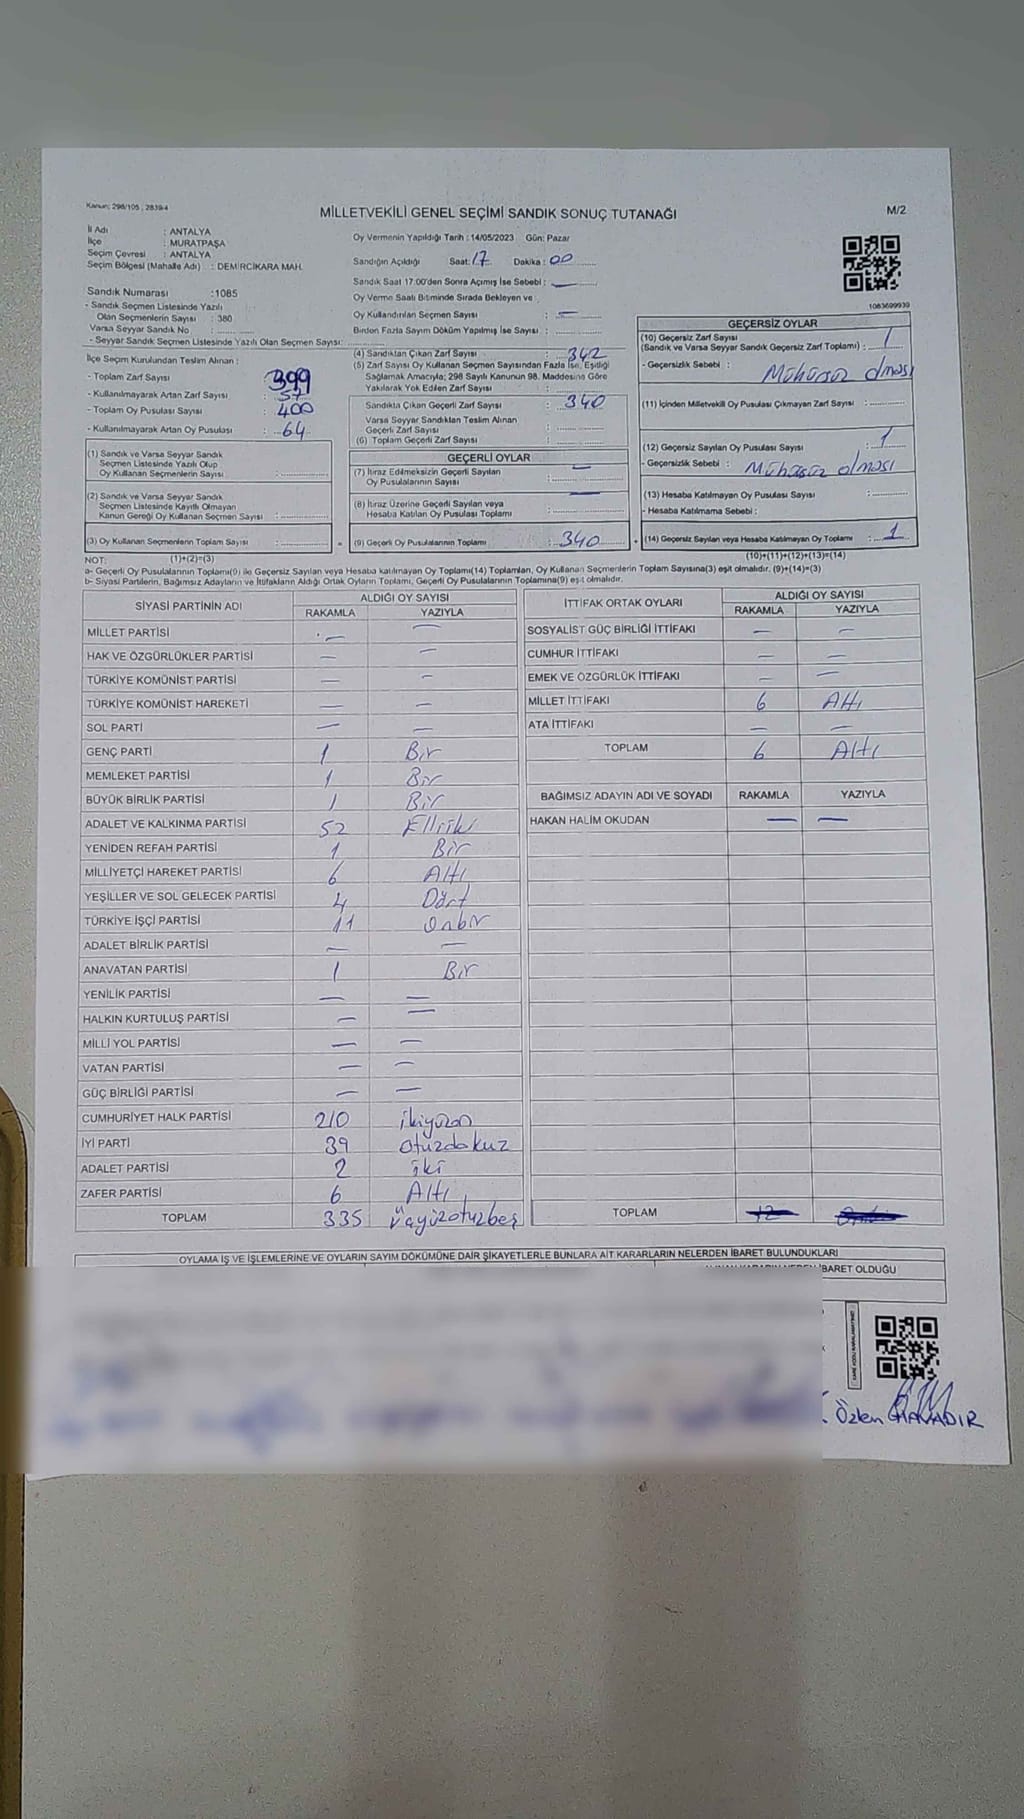 Kanun: 298/105 , 2839/4
MİLLETVEKİLİ GENEL SEÇİMİ SANDIK SONUÇ TUTANAĞI
M/2
İl Adı : ANTALYA
İlçe : MURATPAŞA
Seçim Çevresi : ANTALYA
Seçim Bölgesi (Mahalle Adı) : DEMİRCİKARA MAH.
Sandık Numarası :1085
- Sandık Seçmen Listesinde Yazılı
Olan Seçmenlerin Sayısı : 380
Varsa Seyyar Sandık No :
- Seyyar Sandık Seçmen Listesinde Yazılı Olan Seçmen Sayısı:
İlçe Seçim Kurulundan Teslim Alınan :
- Toplam Zarf Sayısı : 399
- Kullanılmayarak Artan Zarf Sayısı : 57
- Toplam Oy Pusulası Sayısı : 400
- Kullanılmayarak Artan Oy Pusulası : 64
(1) Sandık ve Varsa Seyyar Sandık
Seçmen Listesinde Yazılı Olup
Oy Kullanan Seçmenlerin Sayısı :
(2) Sandık ve Varsa Seyyar Sandık
Seçmen Listesinde Kayıtlı Olmayan
Kanun Gereği Oy Kullanan Seçmen Sayısı :
(3) Oy Kullanan Seçmenlerin Toplam Sayısı :
Oy Vermenin Yapıldığı Tarih : 14/05/2023 Gün: Pazar
Sandığın Açıldığı Saat: 17 Dakika : 00
Sandık Saat 17:00'den Sonra Açımış İse Sebebi : —
Oy Verme Saati Bitiminde Sırada Bekleyen ve
Oy Kullandırılan Seçmen Sayısı : —
Birden Fazla Sayım Döküm Yapılmış İse Sayısı :
(4) Sandıktan Çıkan Zarf Sayısı : 342
(5) Zarf Sayısı Oy Kullanan Seçmen Sayısından Fazla İse, Eşitliği
Sağlamak Amacıyla; 298 Sayılı Kanunun 98. Maddesine Göre
Yakılarak Yok Edilen Zarf Sayısı :
Sandıkta Çıkan Geçerli Zarf Sayısı : 340
Varsa Seyyar Sandıktan Teslim Alınan
Geçerli Zarf Sayısı :
(6) Toplam Geçerli Zarf Sayısı :
GEÇERLİ OYLAR
(7) İtiraz Edilmeksizin Geçerli Sayılan
Oy Pusulalarının Sayısı : —
(8) İtiraz Üzerine Geçerli Sayılan veya
Hesaba Katılan Oy Pusulası Toplamı : —
(9) Geçerli Oy Pusulalarının Toplamı : 340
1083699939
GEÇERSİZ OYLAR
(10) Geçersiz Zarf Sayısı
(Sandık ve Varsa Seyyar Sandık Geçersiz Zarf Toplamı) : 1
- Geçersizlik Sebebi : Mühürsüz olması
(11) İçinden Milletvekili Oy Pusulası Çıkmayan Zarf Sayısı :
(12) Geçersiz Sayılan Oy Pusulası Sayısı : 1
- Geçersizlik Sebebi : Mühürsüz olması
(13) Hesaba Katılmayan Oy Pusulası Sayısı :
- Hesaba Katılmama Sebebi :
(14) Geçersiz Sayılan veya Hesaba Katılmayan Oy Toplamı : 1
NOT: (1)+(2)=(3)
(10)+(11)+(12)+(13)=(14)
a- Geçerli Oy Pusulalarının Toplamı(9) ile Geçersiz Sayılan veya Hesaba Katılmayan Oy Toplamı(14) Toplamları, Oy Kullanan Seçmenlerin Toplam Sayısına(3) eşit olmalıdır. (9)+(14)=(3)
b- Siyasi Partilerin, Bağımsız Adayların ve İttifakların Aldığı Ortak Oyların Toplamı, Geçerli Oy Pusulalarının Toplamına(9) eşit olmalıdır.
SİYASİ PARTİNİN ADI ALDIĞI OY SAYISI
RAKAMLA YAZIYLA
MİLLET PARTİSİ — —
HAK VE ÖZGÜRLÜKLER PARTİSİ — —
TÜRKİYE KOMÜNİST PARTİSİ — —
TÜRKİYE KOMÜNİST HAREKETİ — —
SOL PARTİ — —
GENÇ PARTİ 1 Bir
MEMLEKET PARTİSİ 1 Bir
BÜYÜK BİRLİK PARTİSİ 1 Bir
ADALET VE KALKINMA PARTİSİ 52 Elliiki
YENİDEN REFAH PARTİSİ 1 Bir
MİLLİYETÇİ HAREKET PARTİSİ 6 Altı
YEŞİLLER VE SOL GELECEK PARTİSİ 4 Dört
TÜRKİYE İŞÇİ PARTİSİ 11 Onbir
ADALET BİRLİK PARTİSİ — —
ANAVATAN PARTİSİ 1 Bir
YENİLİK PARTİSİ — —
HALKIN KURTULUŞ PARTİSİ — —
MİLLİ YOL PARTİSİ — —
VATAN PARTİSİ — —
GÜÇ BİRLİĞİ PARTİSİ — —
CUMHURİYET HALK PARTİSİ 210 ikiyüzon
İYİ PARTİ 39 otuzdokuz
ADALET PARTİSİ 2 iki
ZAFER PARTİSİ 6 Altı
TOPLAM 335 üçyüzotuzbeş
İTTİFAK ORTAK OYLARI ALDIĞI OY SAYISI
RAKAMLA YAZIYLA
SOSYALİST GÜÇ BİRLİĞİ İTTİFAKI — —
CUMHUR İTTİFAKI — —
EMEK VE ÖZGÜRLÜK İTTİFAKI — —
MİLLET İTTİFAKI 6 Altı
ATA İTTİFAKI — —
TOPLAM 6 Altı
BAĞIMSIZ ADAYIN ADI VE SOYADI RAKAMLA YAZIYLA
HAKAN HALİM OKUDAN — —
TOPLAM
OYLAMA İŞ VE İŞLEMLERİNE VE OYLARIN SAYIM DÖKÜMÜNE DAİR ŞİKAYETLERLE BUNLARA AİT KARARLARIN NELERDEN İBARET BULUNDUKLARI
İBARET OLDUĞU
Özlen